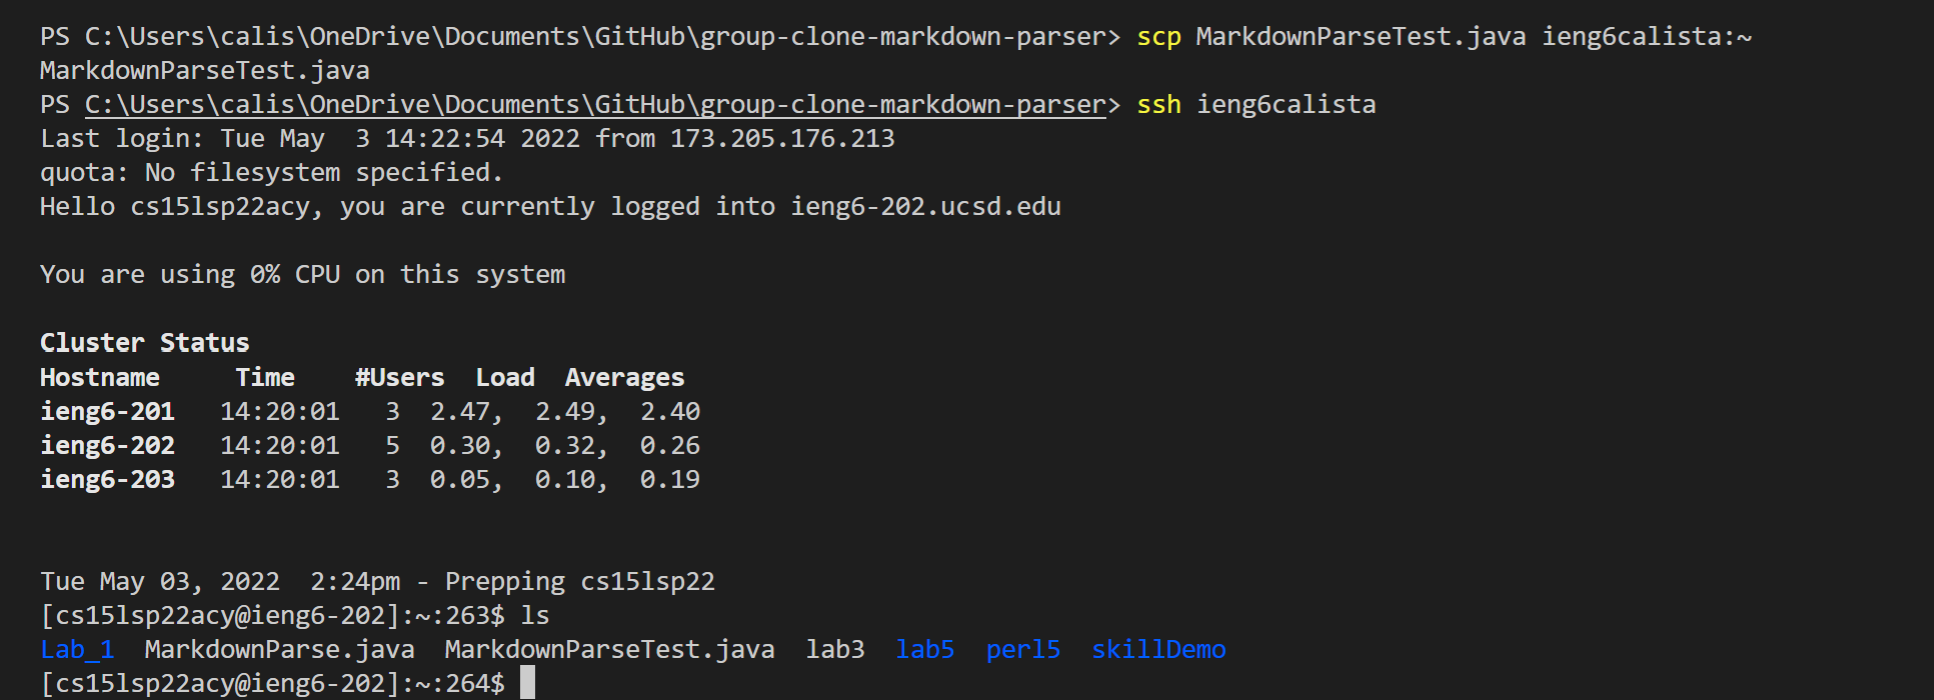 PS C:\Users\calis\OneDrive\Documents\GitHub\group-clone-markdown-parser> scp MarkdownParseTest.java ieng6calista:~
MarkdownParseTest.java
PS C:\Users\calis\OneDrive\Documents\GitHub\group-clone-markdown-parser> ssh ieng6calista
Last login: Tue May  3 14:22:54 2022 from 173.205.176.213
quota: No filesystem specified.
Hello cs15lsp22acy, you are currently logged into ieng6-202.ucsd.edu
You are using 0% CPU on this system
Cluster Status
Hostname     Time    #Users  Load  Averages
ieng6-201   14:20:01   3  2.47,  2.49,  2.40
ieng6-202   14:20:01   5  0.30,  0.32,  0.26
ieng6-203   14:20:01   3  0.05,  0.10,  0.19
Tue May 03, 2022  2:24pm - Prepping cs15lsp22
[cs15lsp22acy@ieng6-202]:~:263$ ls
Lab_1  MarkdownParse.java  MarkdownParseTest.java  lab3  lab5  perl5  skillDemo
[cs15lsp22acy@ieng6-202]:~:264$